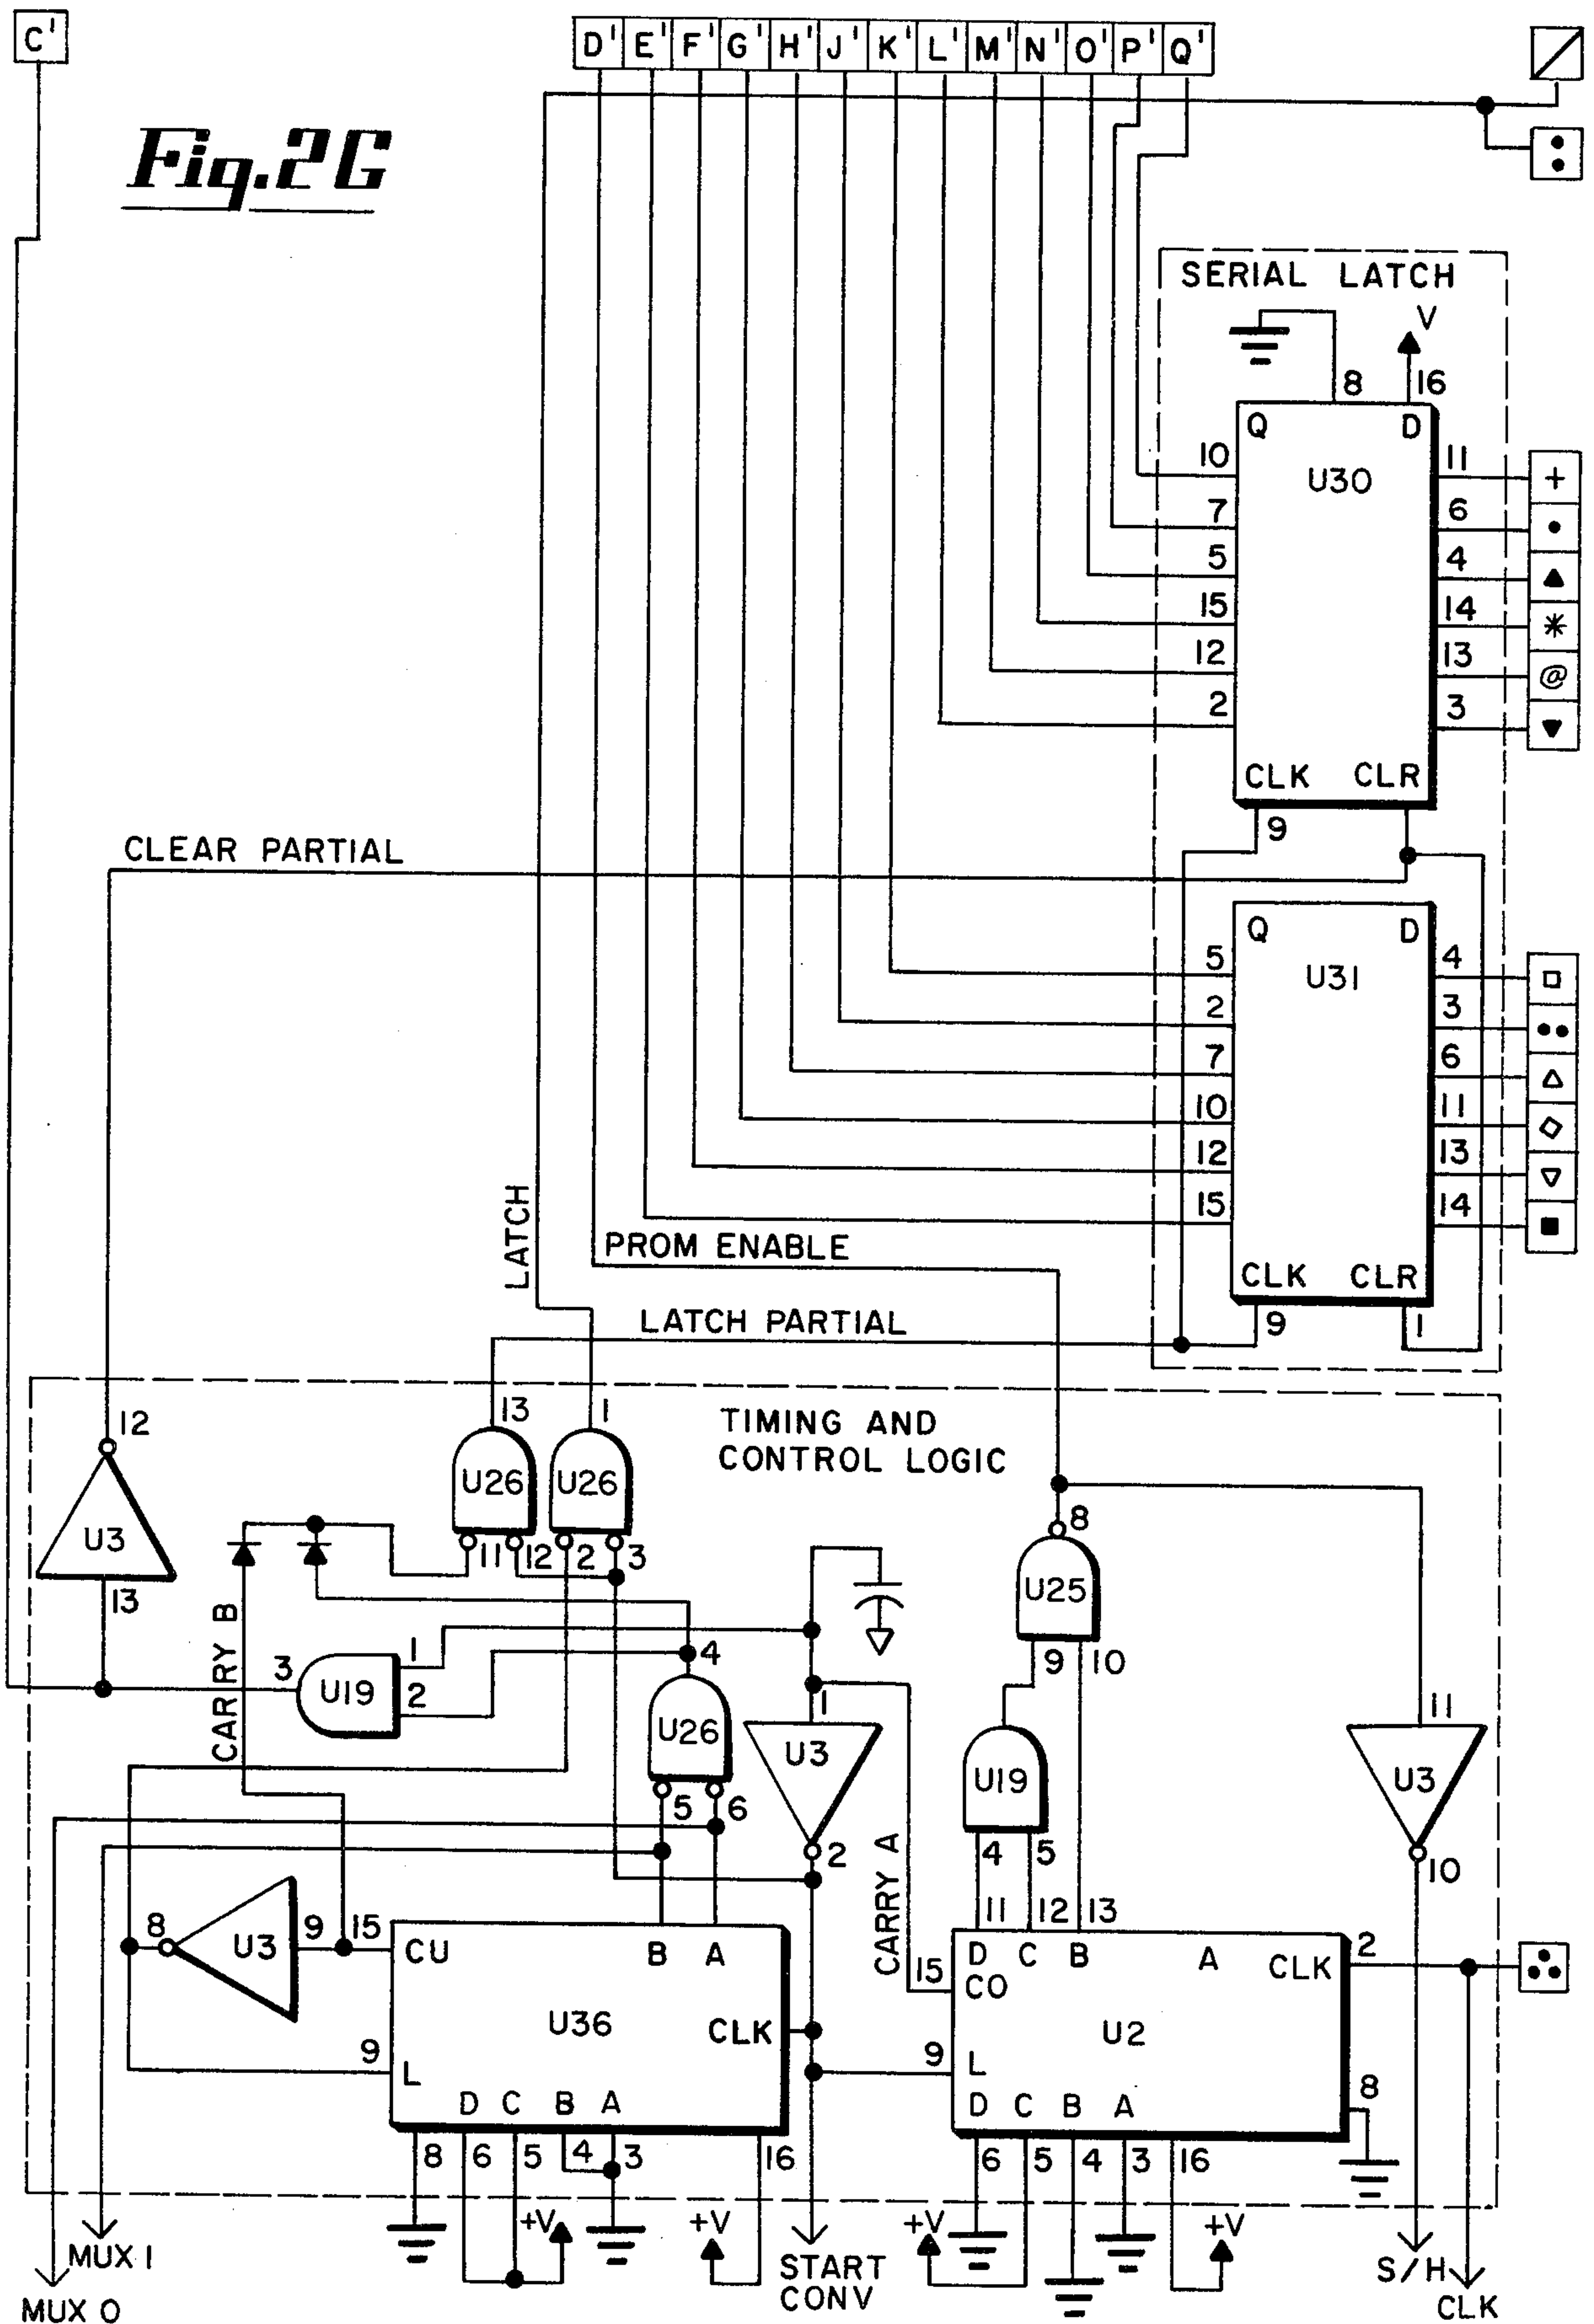 C'
D' E' F' G' H' J' K' L' M' N' O' P' Q'
Fig.2G
SERIAL LATCH
V
8 16
Q D
U30
10 11 +
7 6
5 4
15 14 *
12 13 @
2 3
CLK CLR
9
CLEAR PARTIAL
Q D
U31
5 4
2 3
7 6
10 11
12 13
15 14
CLK CLR
9 1
LATCH
PROM ENABLE
LATCH PARTIAL
TIMING AND
CONTROL LOGIC
12
U3
13
13 1
U26 U26
11 12 2 3
8
U25
9 10
CARRY B
3 U19 1
2
4
U26
5 6
1
U3
2
CARRY A
U19
4 5
11
U3
10
8 U3 9 15
CU B A
U36
CLK
9 L
D C B A
8 6 5 4 3 16
11 12 13
D C B A CLK 2
15 CO
U2
9 L
D C B A
8
6 5 4 3 16
+V
+V
+V
+V
MUX 1
MUX 0
START
CONV
S/H
CLK